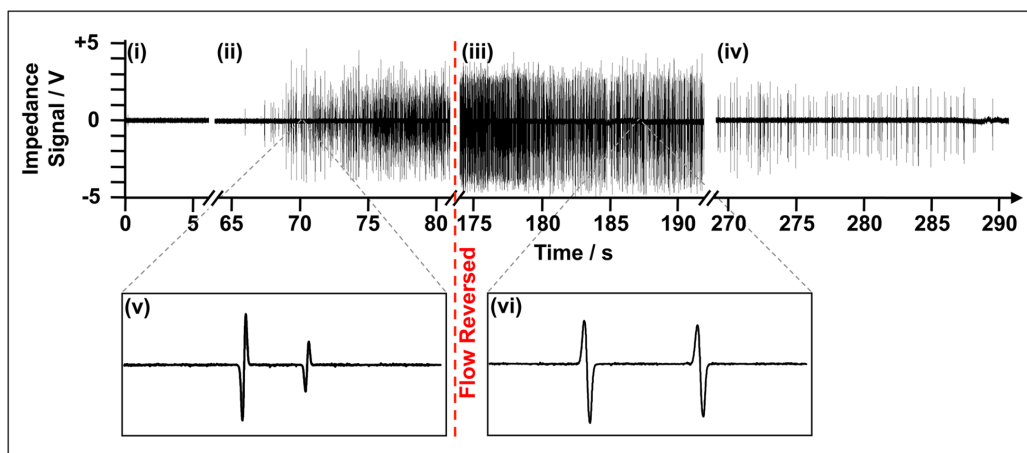 Impedance
Signal / V
+5
0
-5
(i)
(ii)
(iii)
(iv)
0
5
65
70
75
80
175
180
185
190
270
275
280
285
290
Time / s
Flow Reversed
(v)
(vi)